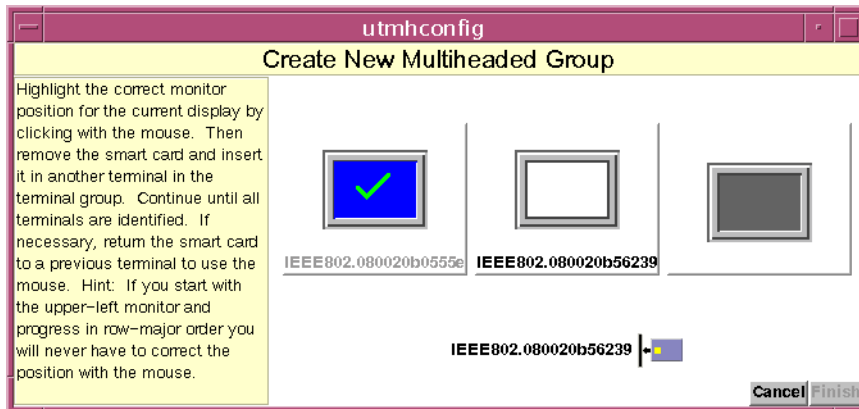 utmhconfig
Create New Multiheaded Group
Highlight the correct monitor
position for the current display by
clicking with the mouse. Then
remove the smart card and insert
it in another terminal in the
terminal group. Continue until all
terminals are identified. If
necessary, return the smart card
to a previous terminal to use the
mouse. Hint: If you start with
the upper-left monitor and
progress in row-major order you
will never have to correct the
position with the mouse.
IEEE802.080020b0555e IEEE802.080020b56239
IEEE802.080020b56239
Cancel Finish